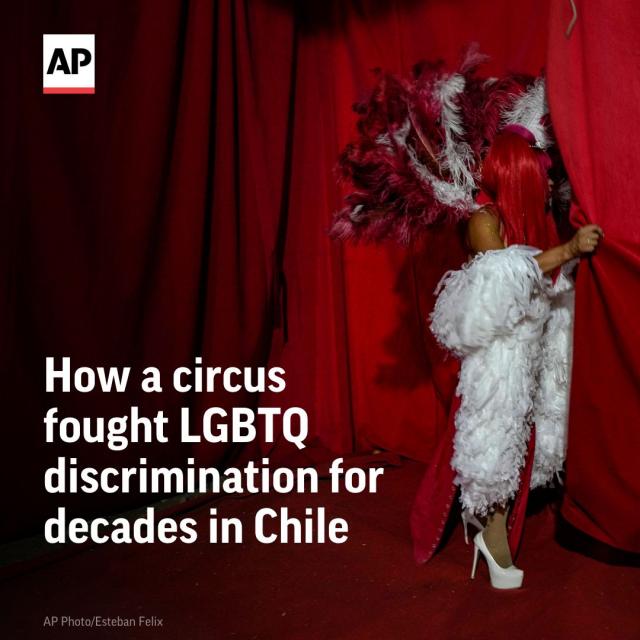 AP
How a circus
fought LGBTQ
discrimination for
decades in Chile
AP Photo/Esteban Felix